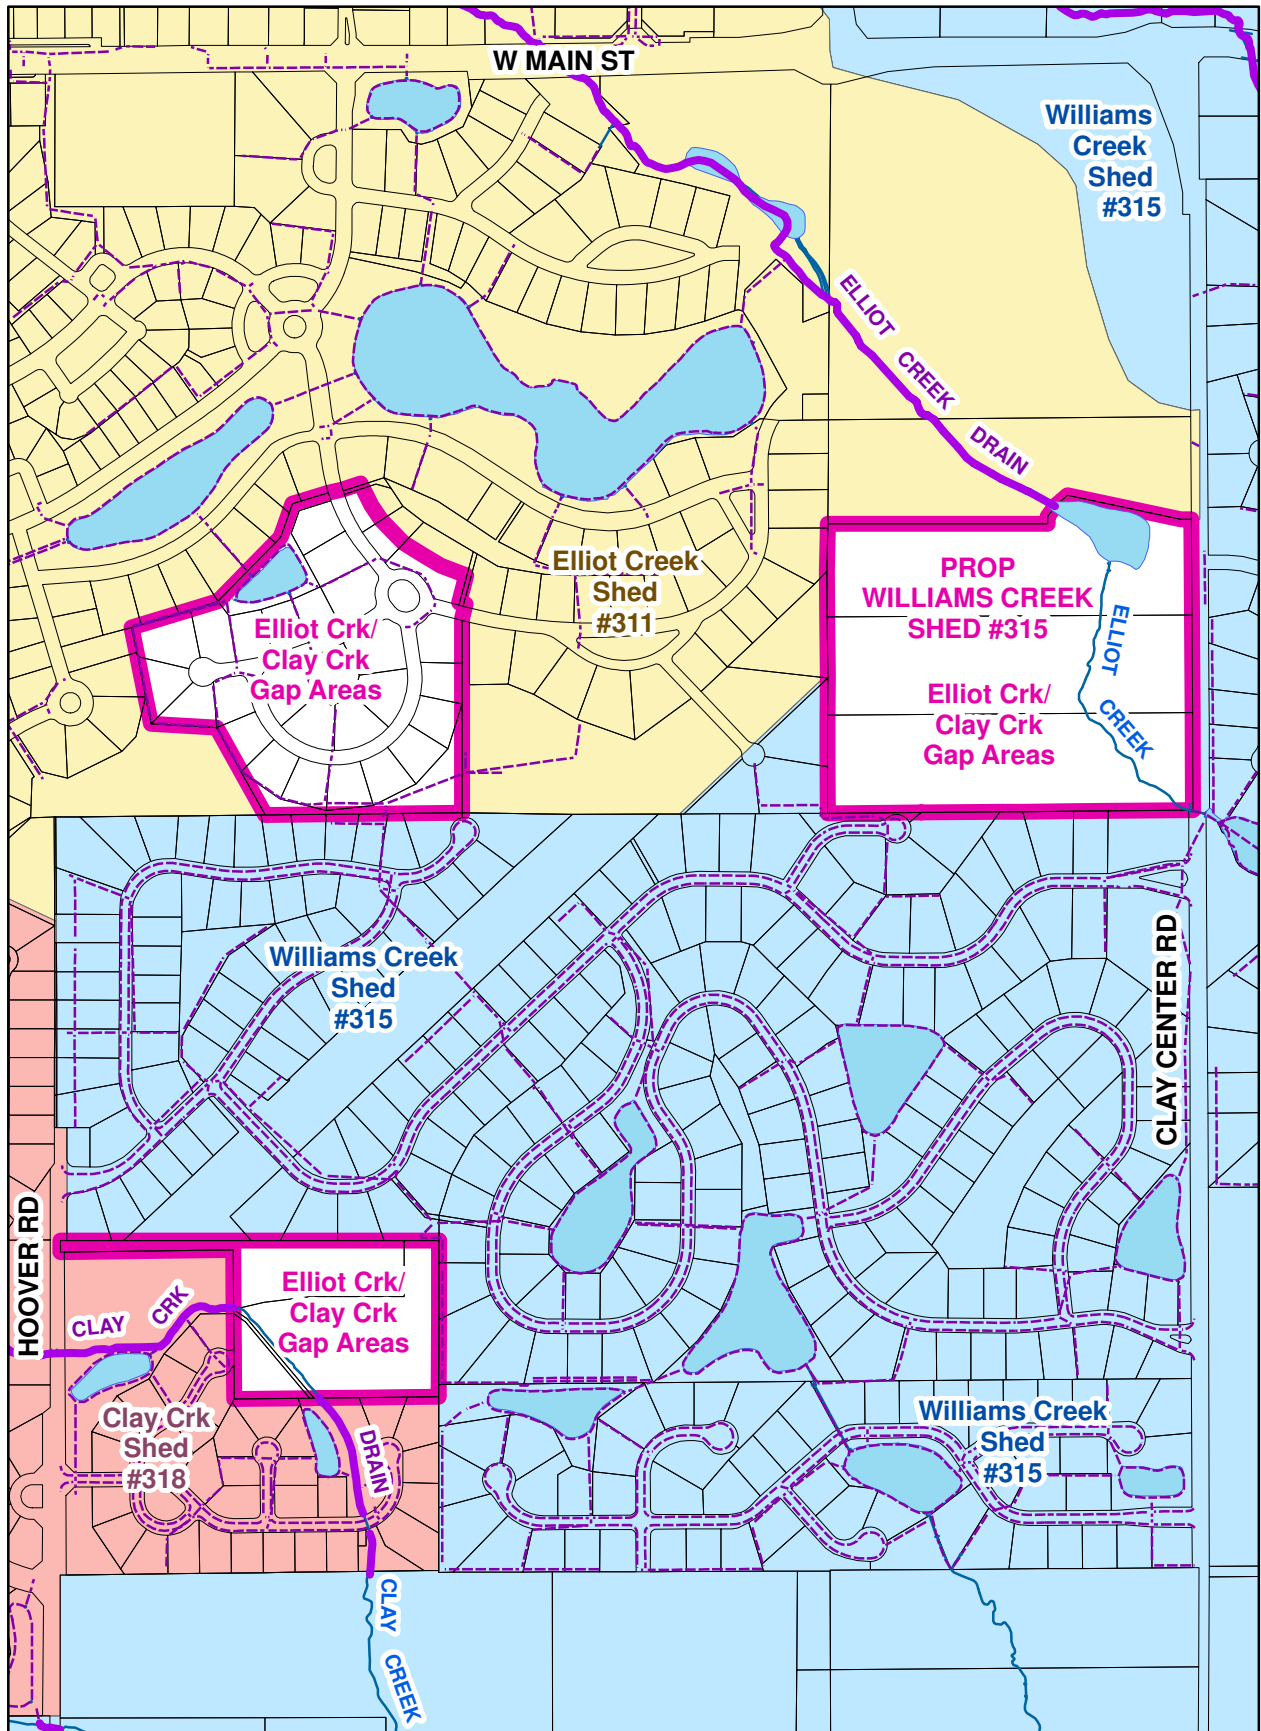 W MAIN ST
Williams
Creek
Shed
#315
ELLIOT
CREEK
DRAIN
Elliot Creek
Shed
#311
PROP
WILLIAMS CREEK
SHED #315
Elliot Crk/
Clay Crk
Gap Areas
ELLIOT
CREEK
Elliot Crk/
Clay Crk
Gap Areas
Williams Creek
Shed
#315
CLAY CENTER RD
HOOVER RD
Elliot Crk/
Clay Crk
Gap Areas
CLAY
CRK
DRAIN
Clay Crk
Shed
#318
Williams Creek
Shed
#315
CLAY
CREEK